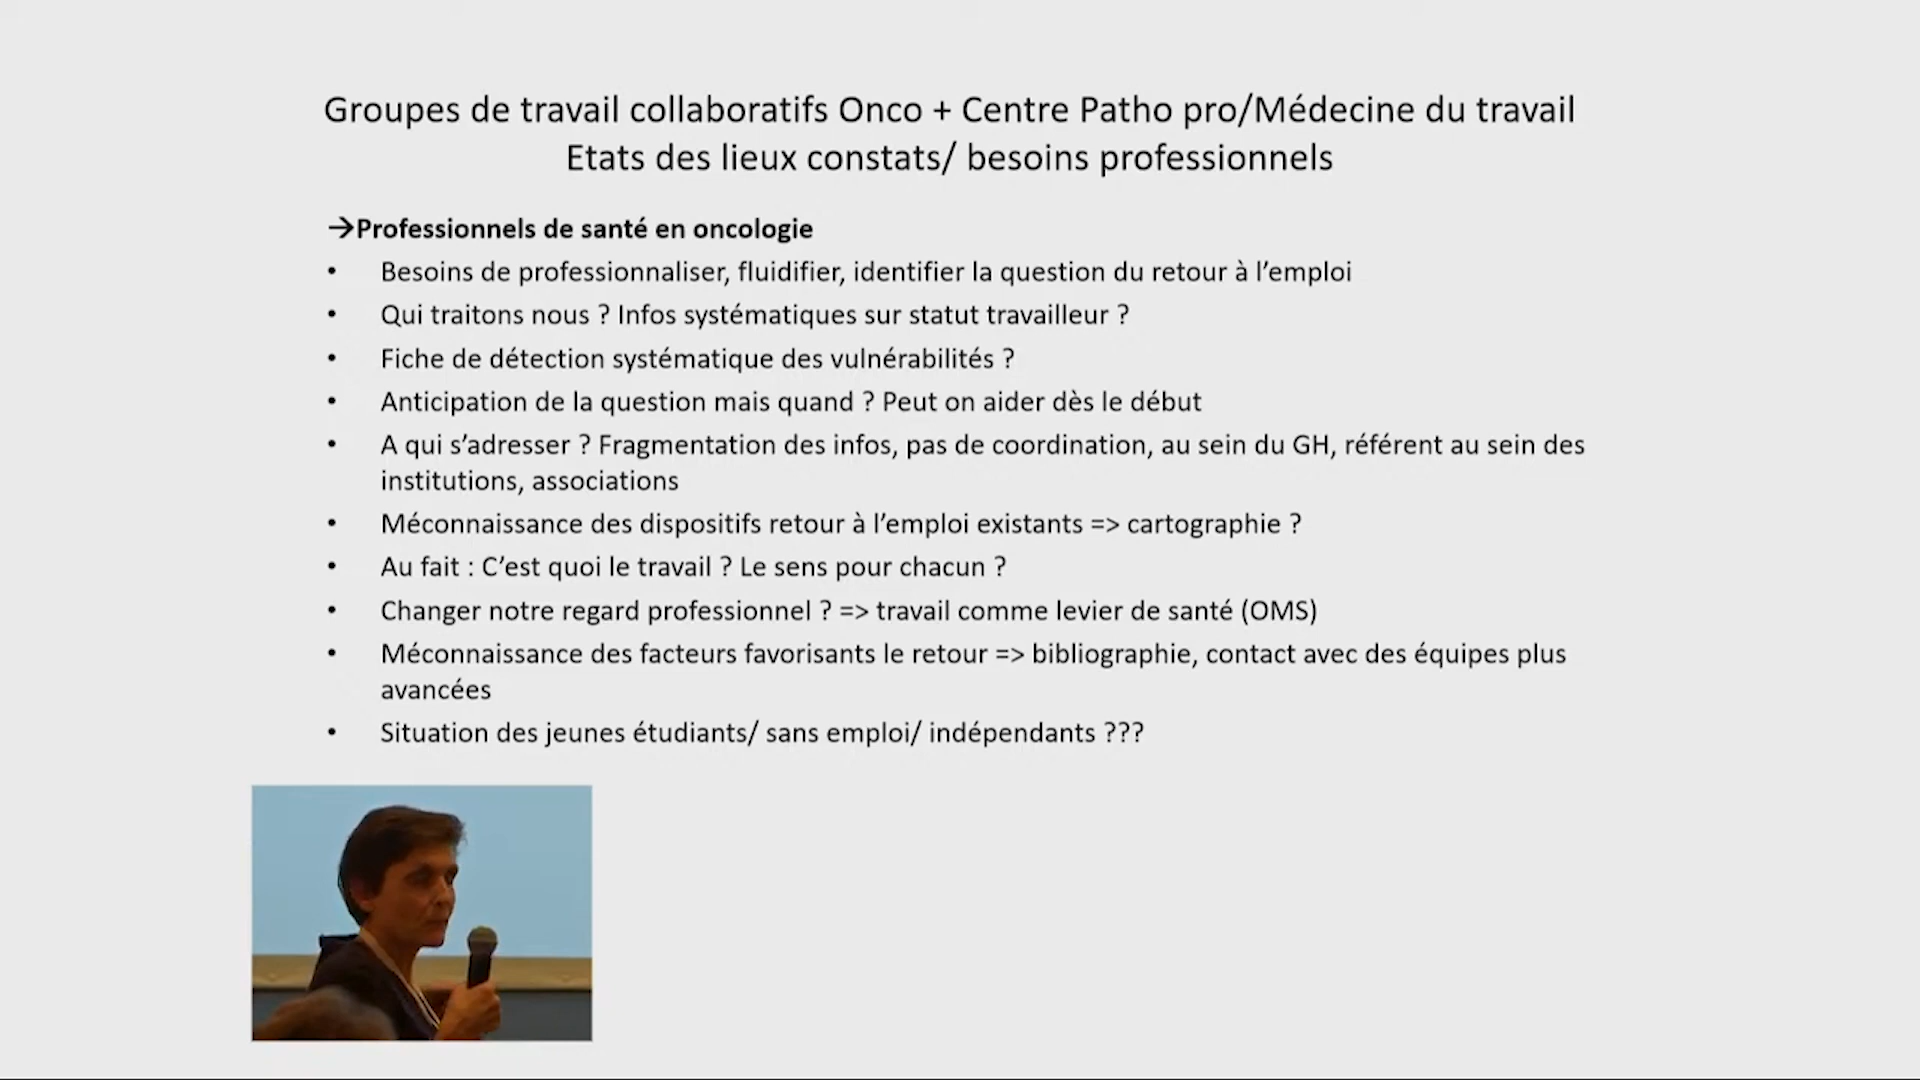 Groupes de travail collaboratifs Onco + Centre Patho pro/Médecine du travail
Etats des lieux constats/ besoins professionnels
→Professionnels de santé en oncologie
• Besoins de professionnaliser, fluidifier, identifier la question du retour à l’emploi
• Qui traitons nous ? Infos systématiques sur statut travailleur ?
• Fiche de détection systématique des vulnérabilités ?
• Anticipation de la question mais quand ? Peut on aider dès le début
• A qui s’adresser ? Fragmentation des infos, pas de coordination, au sein du GH, référent au sein des
institutions, associations
• Méconnaissance des dispositifs retour à l’emploi existants => cartographie ?
• Au fait : C’est quoi le travail ? Le sens pour chacun ?
• Changer notre regard professionnel ? => travail comme levier de santé (OMS)
• Méconnaissance des facteurs favorisants le retour => bibliographie, contact avec des équipes plus
avancées
• Situation des jeunes étudiants/ sans emploi/ indépendants ???